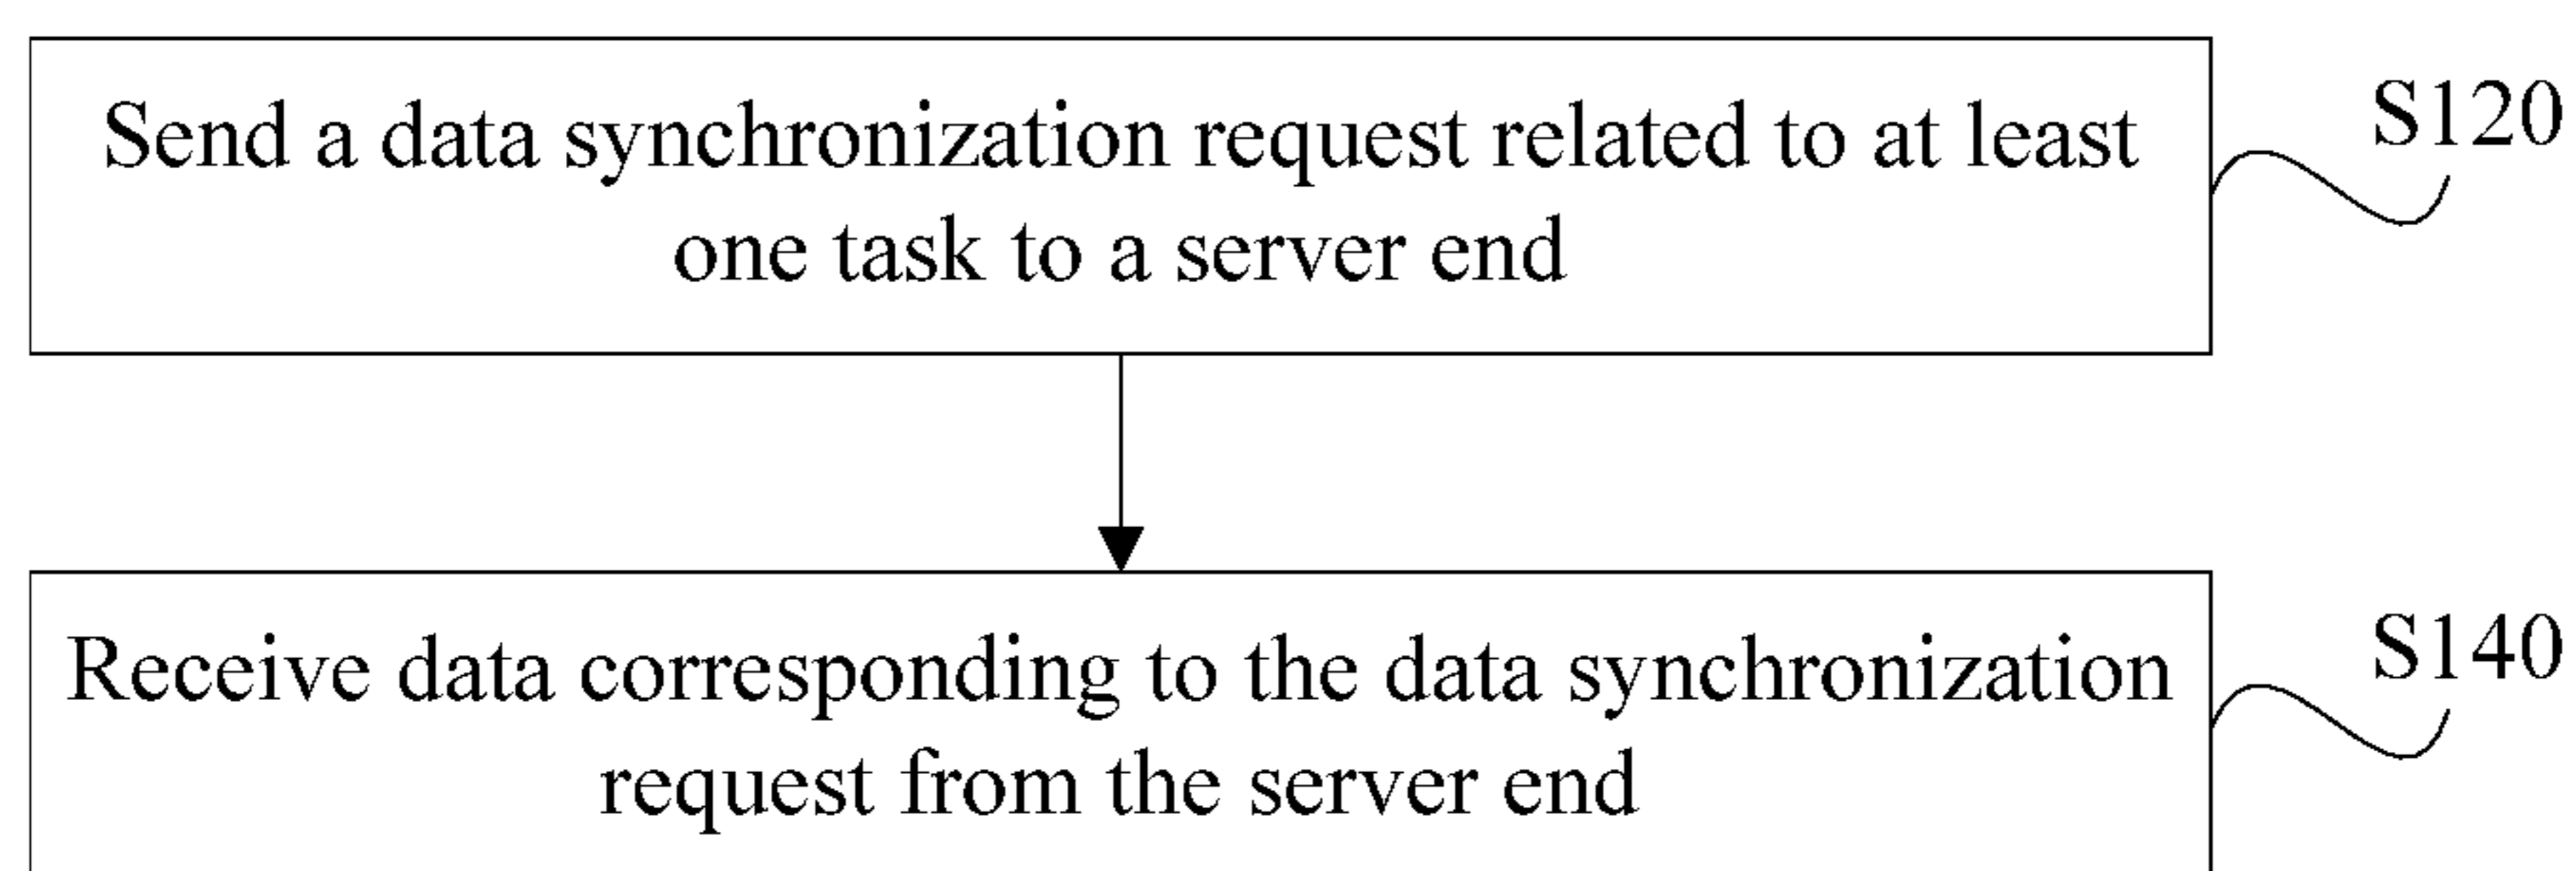 Send a data synchronization request related to at least
one task to a server end
S120
Receive data corresponding to the data synchronization
request from the server end
S140